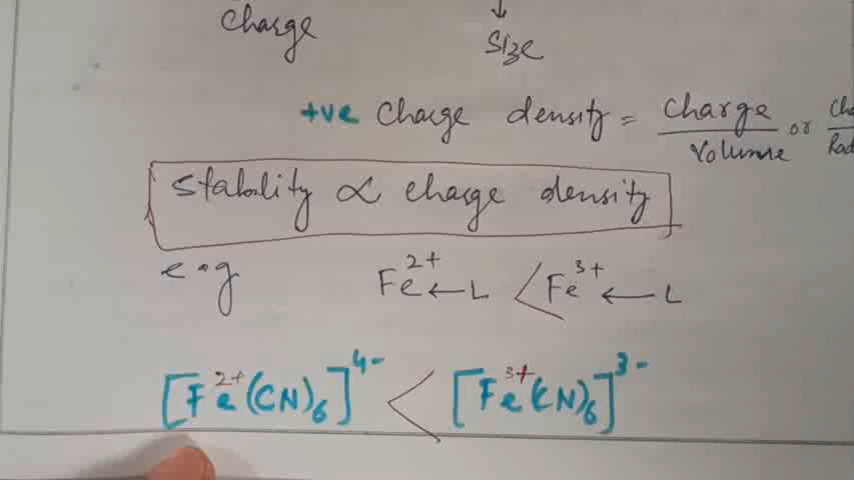 Charge ↓ Size
+ve Charge density = Charge/Volume or
Stability ∝ charge density
e.g Fe²⁺←L < Fe³⁺←L
[Fe²⁺(CN)₆]⁴⁻ < [Fe³⁺(CN)₆]³⁻